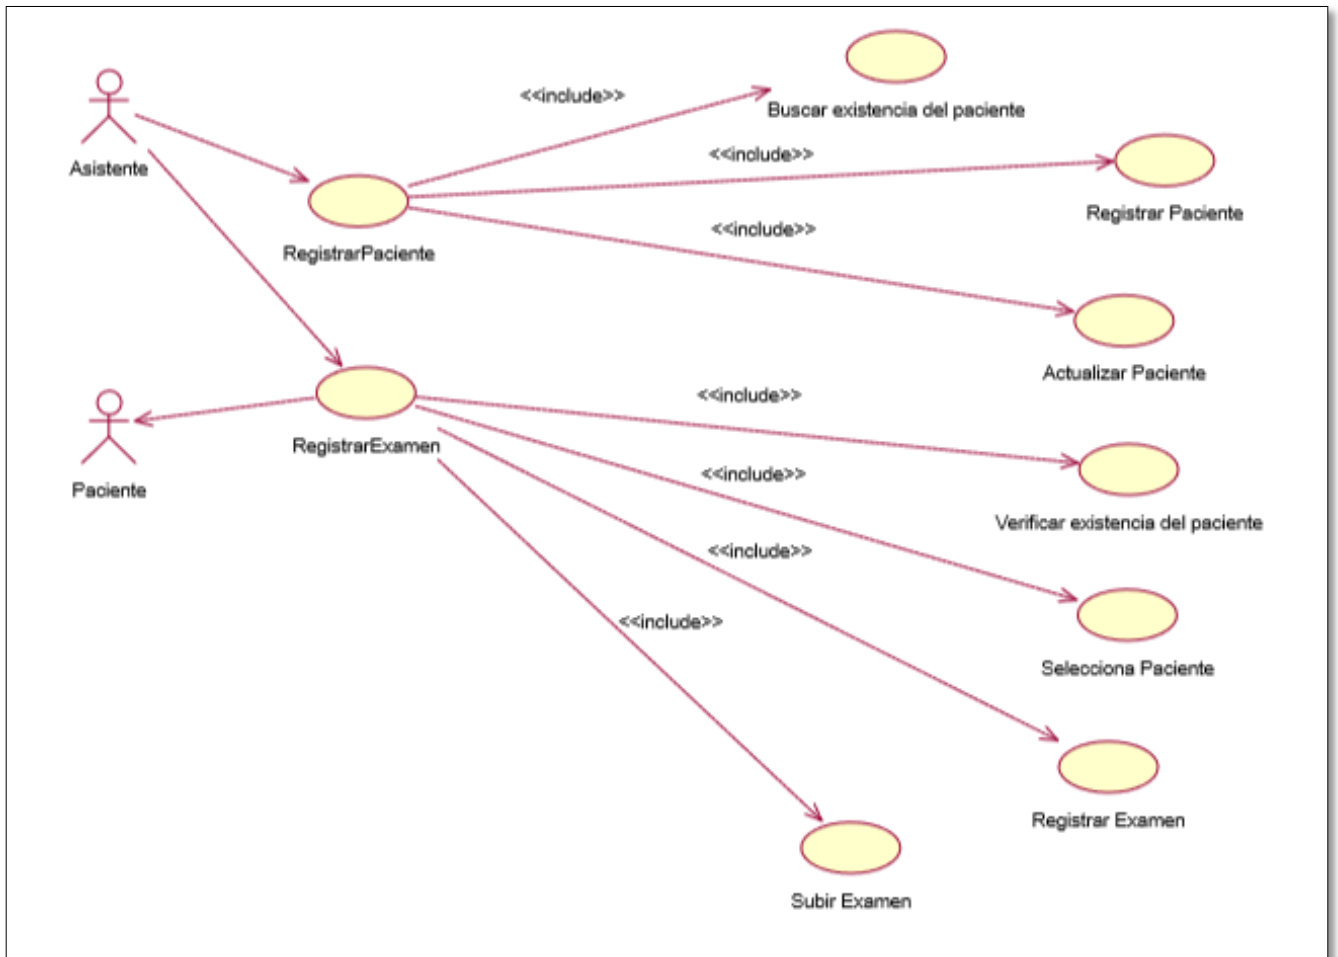 <<include>>
Buscar existencia del paciente
Asistente
<<include>>
Registrar Paciente
RegistrarPaciente
<<include>>
Actualizar Paciente
Paciente
RegistrarExamen
<<include>>
Verificar existencia del paciente
<<include>>
Selecciona Paciente
<<include>>
Registrar Examen
<<include>>
Subir Examen